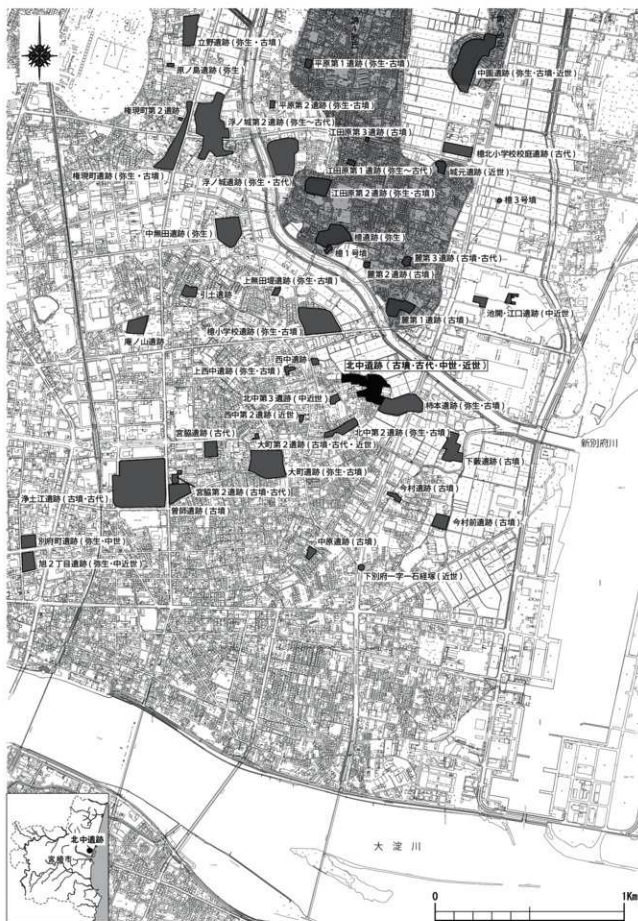 立野遺跡(弥生・古墳)
原ノ島遺跡(弥生)
平原第1遺跡(弥生・古墳)
中園遺跡(弥生・古墳・近世)
権現町第2遺跡
平原第2遺跡(弥生・古墳)
浮ノ城第2遺跡(弥生〜古代)
江田原第3遺跡(古墳)
檍北小学校校庭遺跡(古代)
権現町遺跡(弥生・古墳)
浮ノ城遺跡(弥生・古代)
江田原第1遺跡(弥生〜古代)
城元遺跡(近世)
江田原第2遺跡(弥生・古墳)
檍3号墳
中無田遺跡(弥生)
檍遺跡(弥生)
檍1号墳
麓第3遺跡(古墳・古代)
麓第2遺跡(古墳)
上無田堤遺跡(弥生・古墳)
引土遺跡
池開・江口遺跡(中近世)
庵ノ山遺跡
檍小学校遺跡(弥生・古墳)
麓第1遺跡(古墳)
西中遺跡
北中遺跡(古墳・古代・中世・近世)
上西中遺跡(弥生・古墳)
北中第3遺跡(中近世)
柿本遺跡(弥生・古墳)
西中第2遺跡(近世)
宮脇遺跡(古代)
北中第2遺跡(弥生・古墳)
新別府川
大町第2遺跡(古墳・古代・近世)
下藪遺跡(古墳)
大町遺跡(弥生・古墳)
浄土江遺跡(古墳・古代)
宮脇第2遺跡(古墳・古代)
今村遺跡(古墳)
曽師遺跡(古墳)
今村前遺跡(古墳)
別府町遺跡(弥生・中世)
中原遺跡(古墳)
旭2丁目遺跡(弥生・中近世)
下別府一字一石経塚(近世)
北中遺跡
宮崎市
大淀川
0 1Km